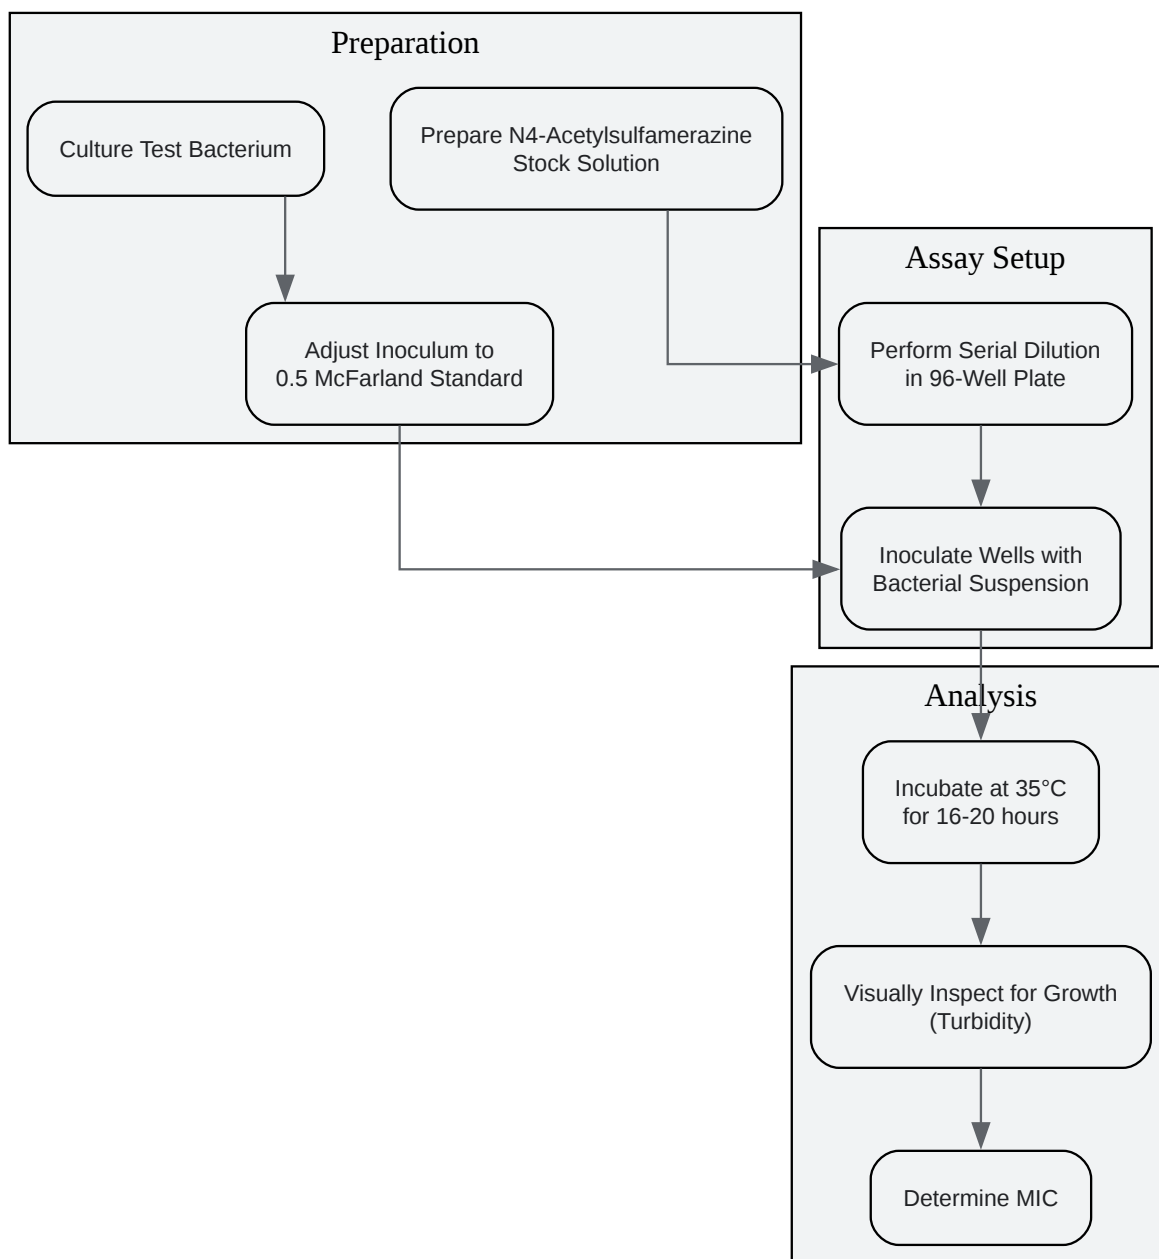 Preparation
Culture Test Bacterium
Prepare N4-Acetylsulfamerazine
Stock Solution
Adjust Inoculum to
0.5 McFarland Standard
Assay Setup
Perform Serial Dilution
in 96-Well Plate
Inoculate Wells with
Bacterial Suspension
Analysis
Incubate at 35°C
for 16-20 hours
Visually Inspect for Growth
(Turbidity)
Determine MIC